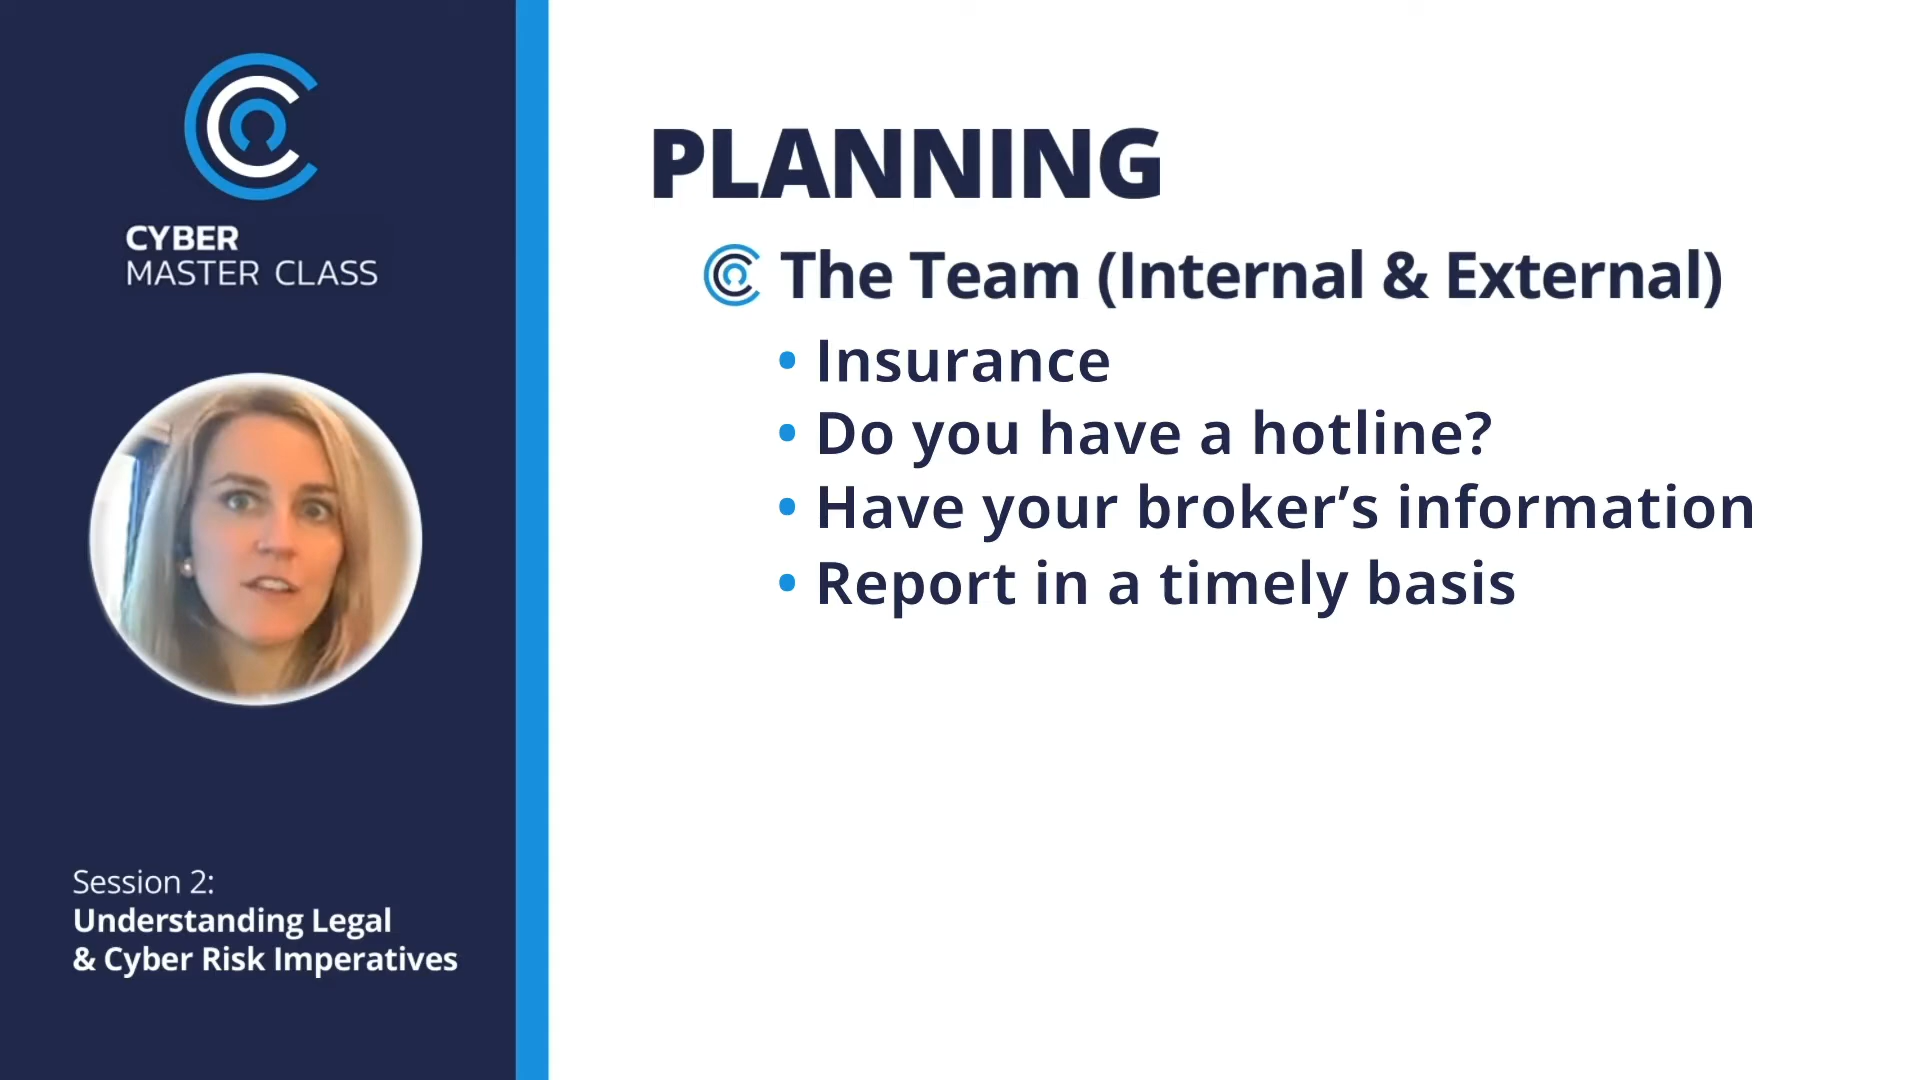 CYBER
MASTER CLASS
Session 2:
Understanding Legal
& Cyber Risk Imperatives
PLANNING
The Team (Internal & External)
• Insurance
• Do you have a hotline?
• Have your broker’s information
• Report in a timely basis